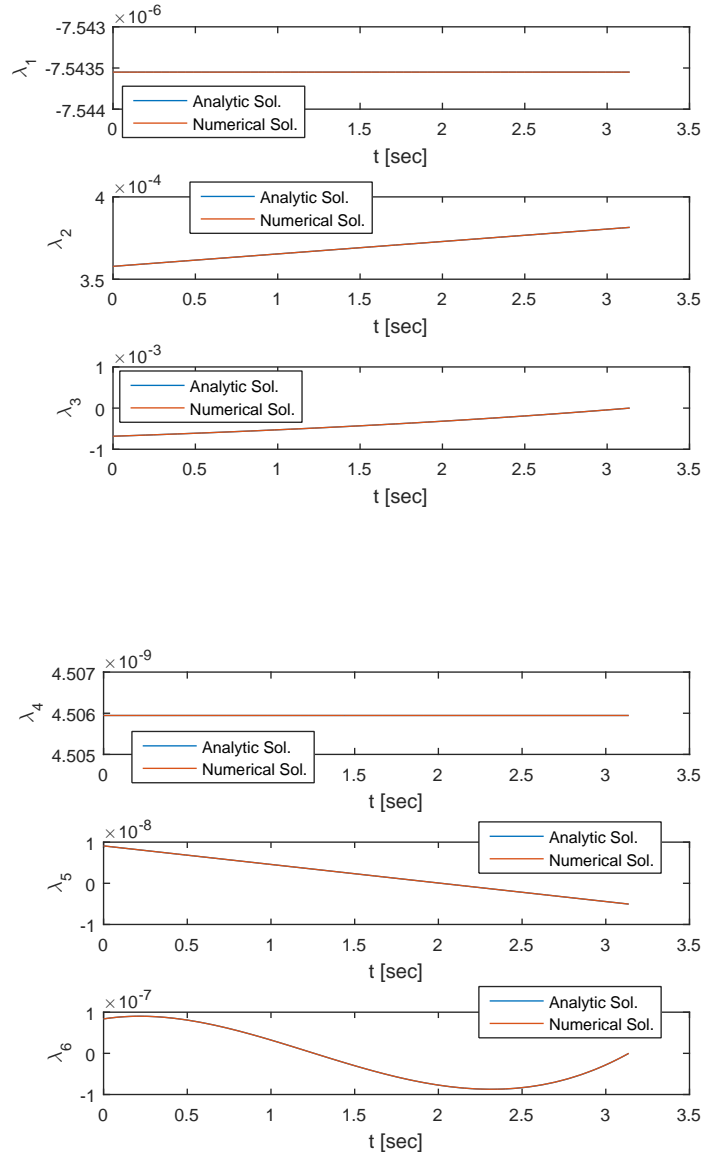 ×10-6
-7.543
-7.5435
-7.544
λ1
Analytic Sol.
Numerical Sol.
0 1.5 2 2.5 3 3.5
t [sec]
×10-4
4
3.5
λ2
Analytic Sol.
Numerical Sol.
0 0.5 1 1.5 2 2.5 3 3.5
t [sec]
×10-3
1
0
-1
λ3
Analytic Sol.
Numerical Sol.
0 0.5 1 1.5 2 2.5 3 3.5
t [sec]
×10-9
4.507
4.506
4.505
λ4
Analytic Sol.
Numerical Sol.
0 1.5 2 2.5 3 3.5
t [sec]
×10-8
1
0
-1
λ5
Analytic Sol.
Numerical Sol.
0 0.5 1 1.5 2 2.5 3 3.5
t [sec]
×10-7
1
0
-1
λ6
Analytic Sol.
Numerical Sol.
0 0.5 1 1.5 2 2.5 3 3.5
t [sec]